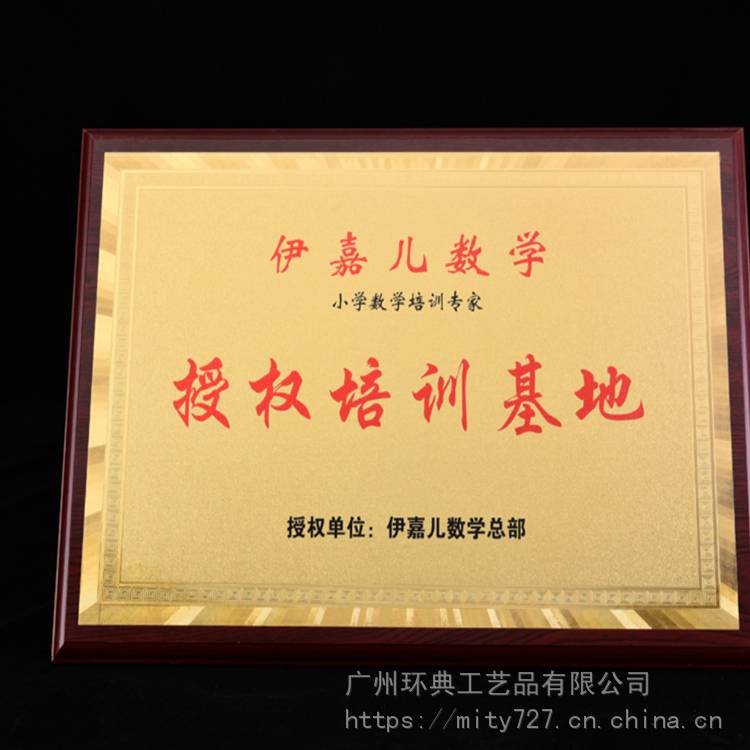 伊嘉儿数学
小学数学培训专家
授权培训基地
授权单位：伊嘉儿数学总部
广州环典工艺品有限公司
https://mity727.cn.china.cn